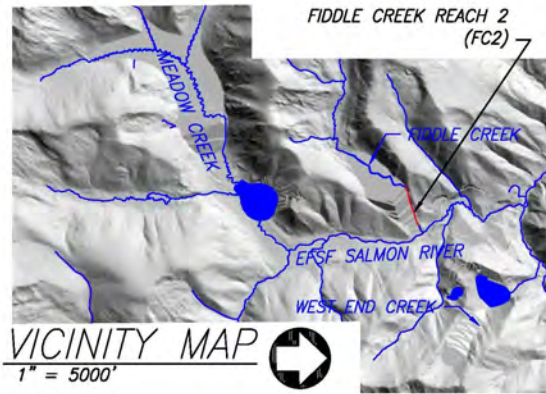 FIDDLE CREEK REACH 2
(FC2)
MEADOW CREEK
FIDDLE CREEK
EFSF SALMON RIVER
WEST END CREEK
VICINITY MAP
1" = 5000'